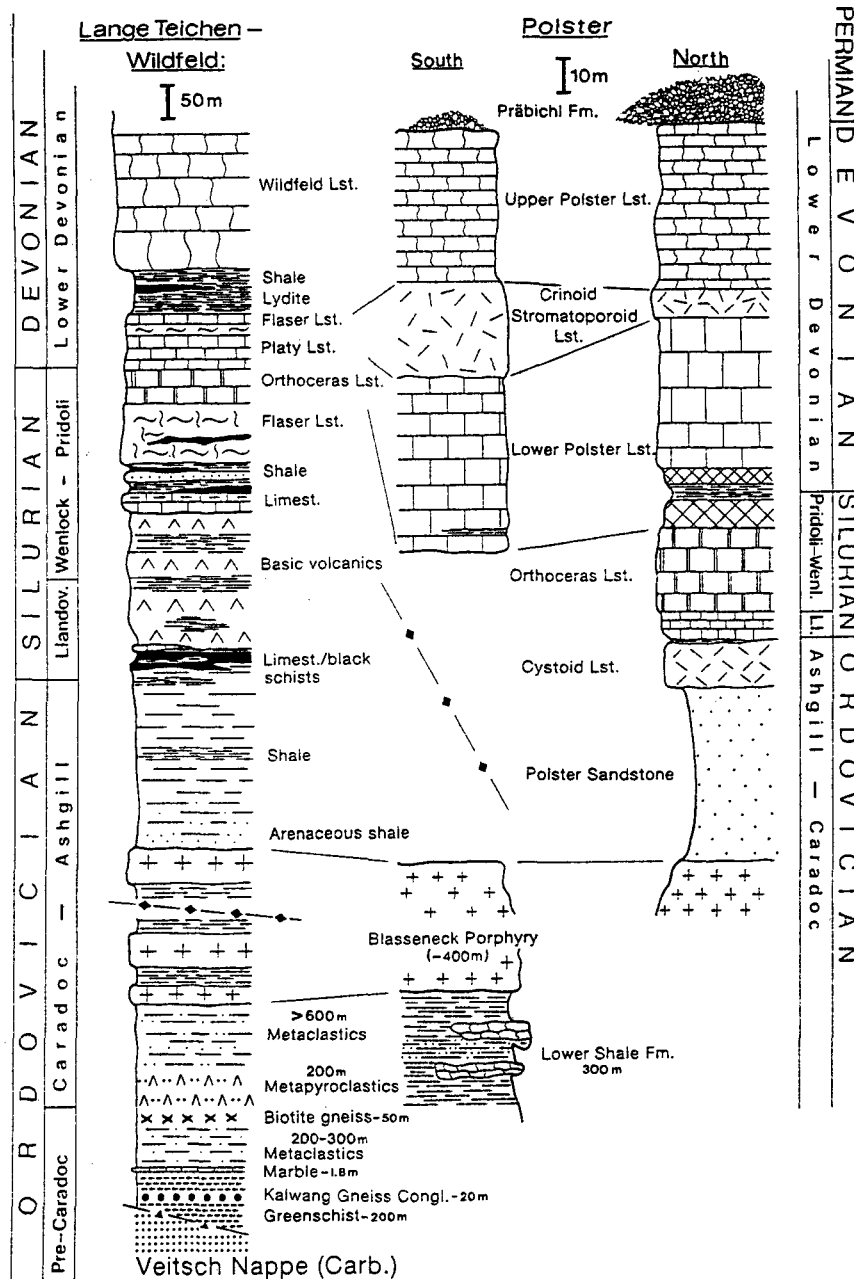 Lange Teichen –
Wildfeld:
50m
Polster
South
10m
North
Präbichl Fm.
Wildfeld Lst.
Shale
Lydite
Flaser Lst.
Platy Lst.
Orthoceras Lst.
Flaser Lst.
Shale
Limest.
Basic volcanics
Limest./black
schists
Shale
Arenaceous shale
>600m
Metaclastics
200m
Metapyroclastics
Biotite gneiss-50m
200-300m
Metaclastics
Marble-1.8m
Kalwang Gneiss Congl.-20m
Greenschist-200m
Veitsch Nappe (Carb.)
Upper Polster Lst.
Crinoid
Stromatoporoid
Lst.
Lower Polster Lst.
Orthoceras Lst.
Cystoid Lst.
Polster Sandstone
Blasseneck Porphyry
(-400m)
Lower Shale Fm.
300m
DEVONIAN
Lower Devonian
SILURIAN
Wenlock – Pridoli
Llandov.
ORDOVICIAN
Caradoc — Ashgill
Pre-Caradoc
PERMIAN
DEVONIAN
Lower Devonian
SILURIAN
Pridoli-Wenl.
Ll.
ORDOVICIAN
Ashgill — Caradoc